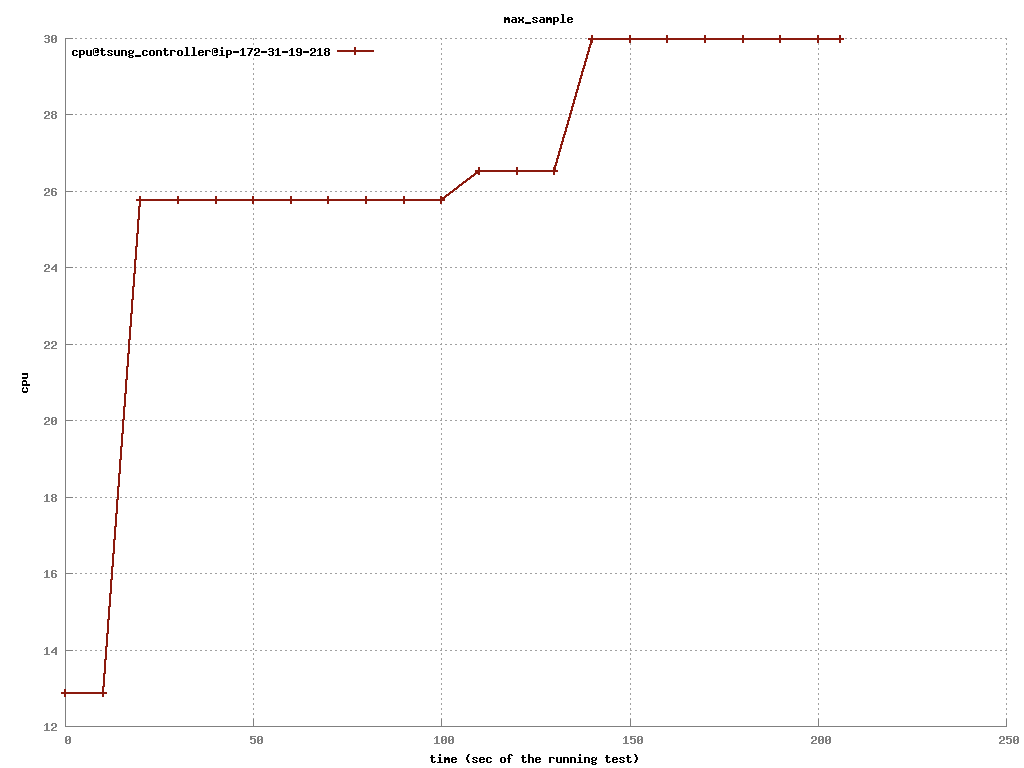 max_sample
cpu@tsung_controller@ip-172-31-19-218
30
28
26
24
22
20
18
16
14
12
cpu
0 50 100 150 200 250
time (sec of the running test)